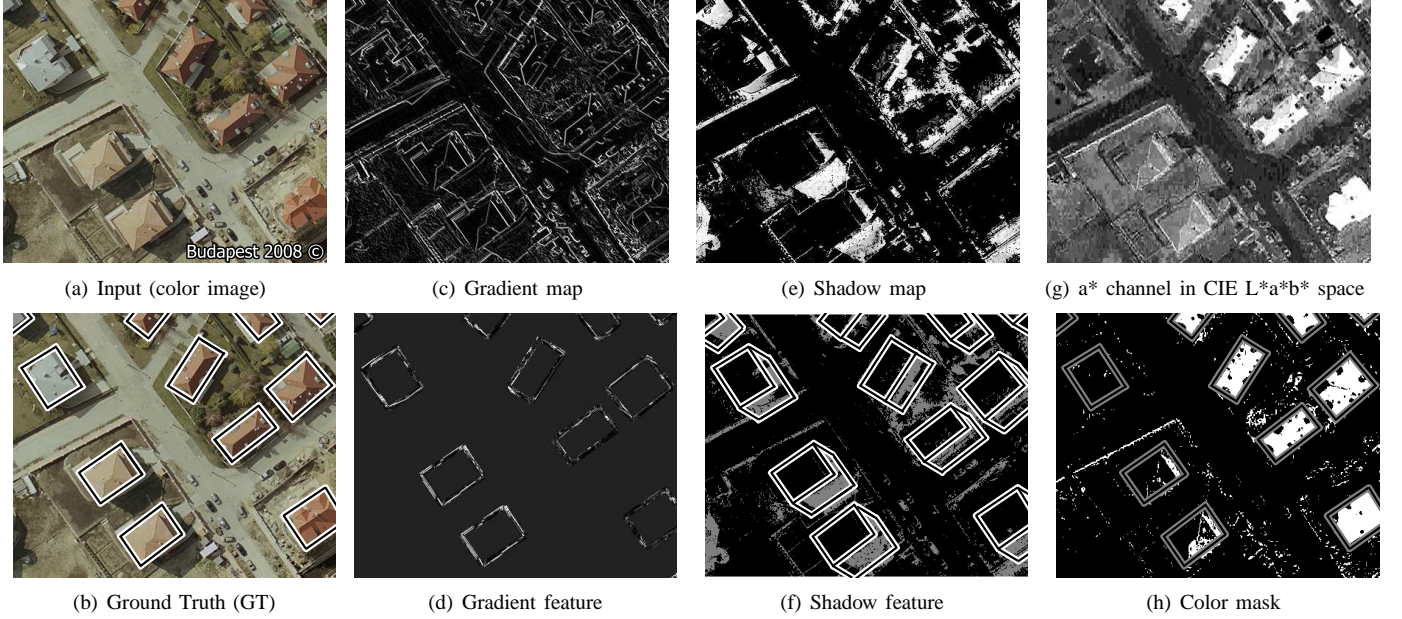 Budapest 2008 ©
(a) Input (color image)
(c) Gradient map
(e) Shadow map
(g) a* channel in CIE L*a*b* space
(b) Ground Truth (GT)
(d) Gradient feature
(f) Shadow feature
(h) Color mask